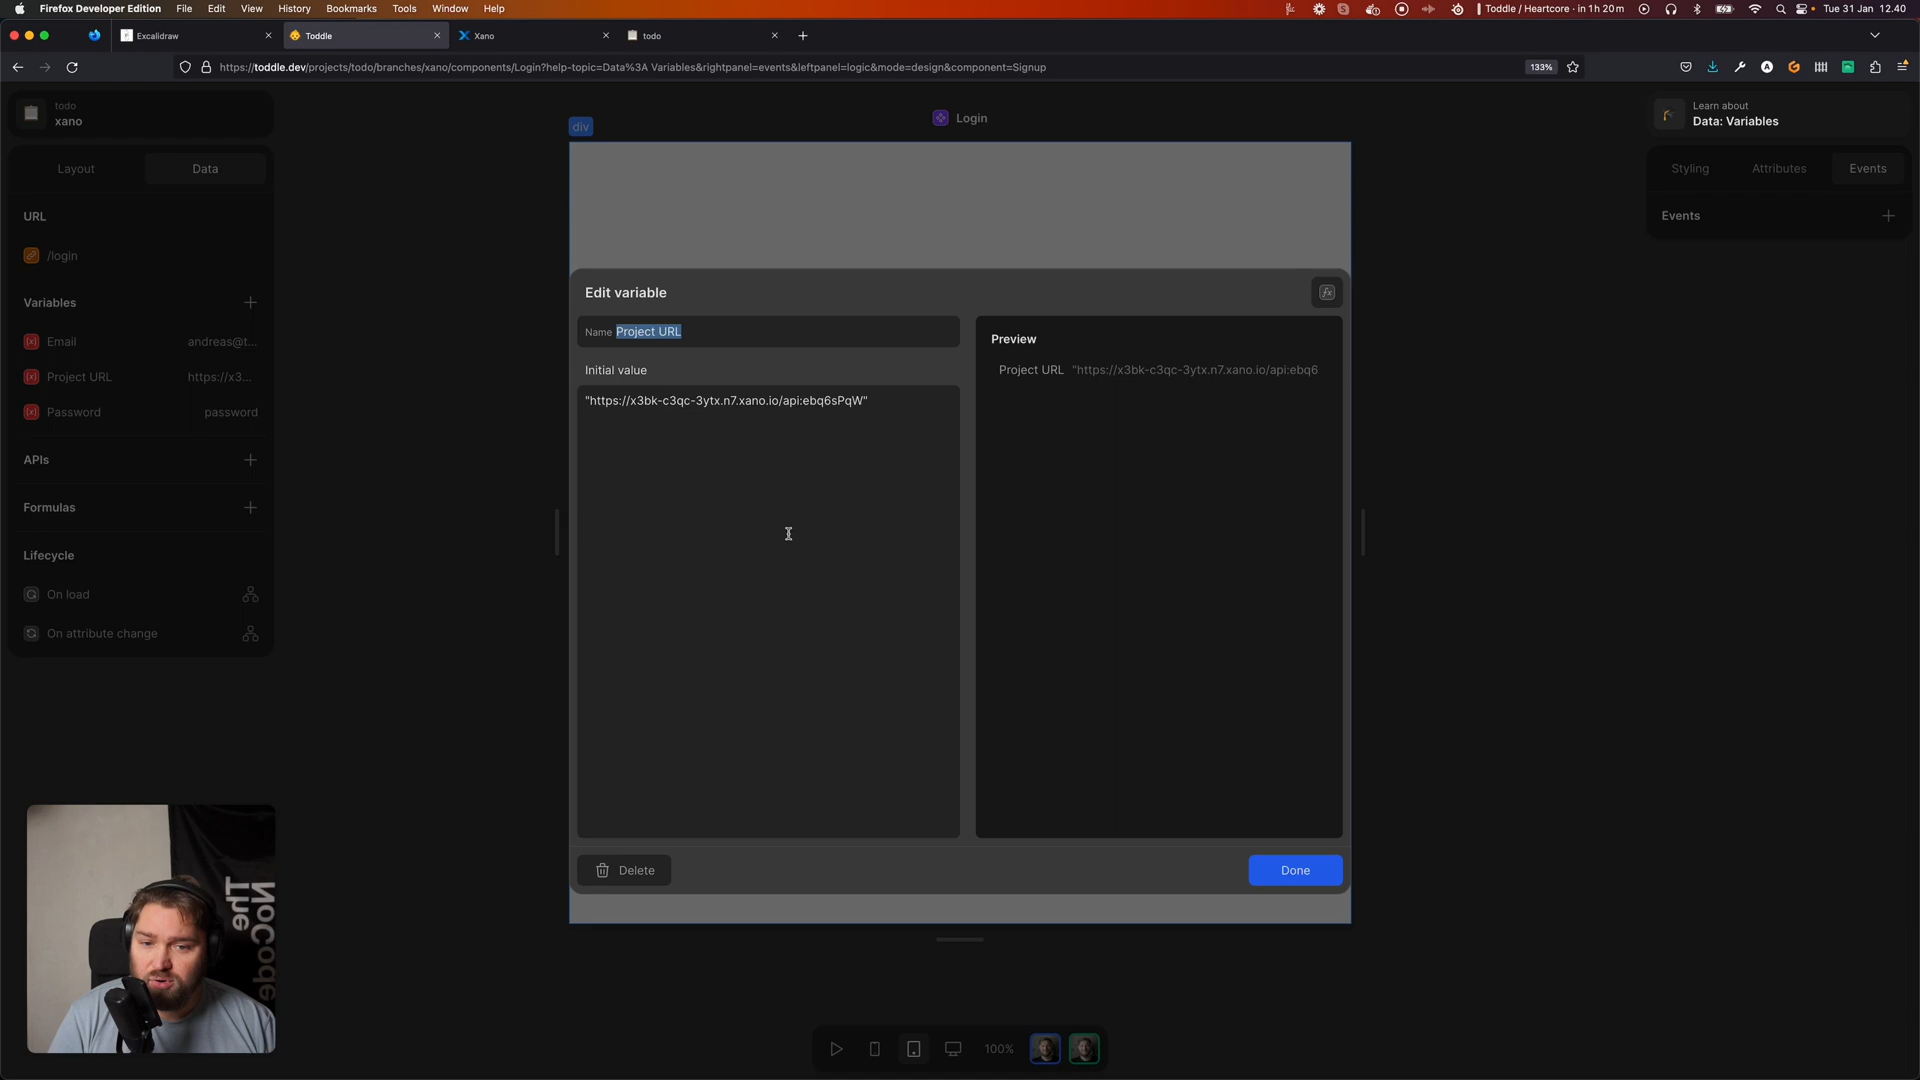 Firefox Developer Edition File Edit View History Bookmarks Tools Window Help Toddle / Heartcore · in 1h 20m Tue 31 Jan 12.40
Excalidraw Toddle Xano todo
https://toddle.dev/projects/todo/branches/xano/components/Login?help-topic=Data%3A Variables&rightpanel=events&leftpanel=logic&mode=design&component=Signup 133%
todo
xano
Layout Data
URL
/login
Variables
Email andreas@t...
Project URL https://x3...
Password password
APIs
Formulas
Lifecycle
On load
On attribute change
div
Login
Edit variable
Name Project URL
Initial value
"https://x3bk-c3qc-3ytx.n7.xano.io/api:ebq6sPqW"
Preview
Project URL "https://x3bk-c3qc-3ytx.n7.xano.io/api:ebq6
Delete
Done
Learn about
Data: Variables
Styling Attributes Events
Events
The
NoCode
100%